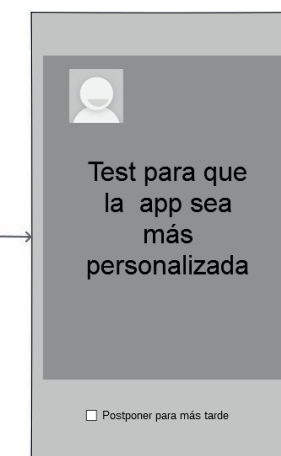 Test para que
la app sea
más
personalizada
Postponer para más tarde